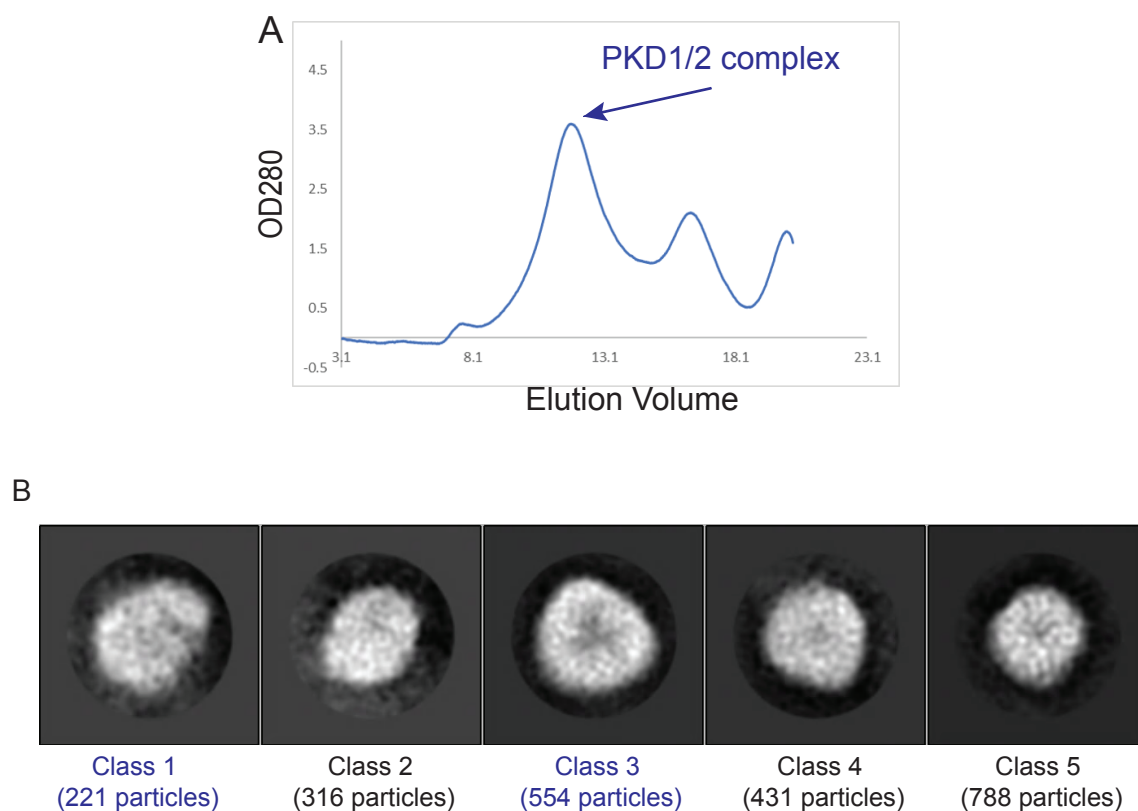 A
PKD1/2 complex
4.5
3.5
2.5
1.5
0.5
-0.5
OD280
3.1
8.1
13.1
18.1
23.1
Elution Volume
B
Class 1
(221 particles)
Class 2
(316 particles)
Class 3
(554 particles)
Class 4
(431 particles)
Class 5
(788 particles)